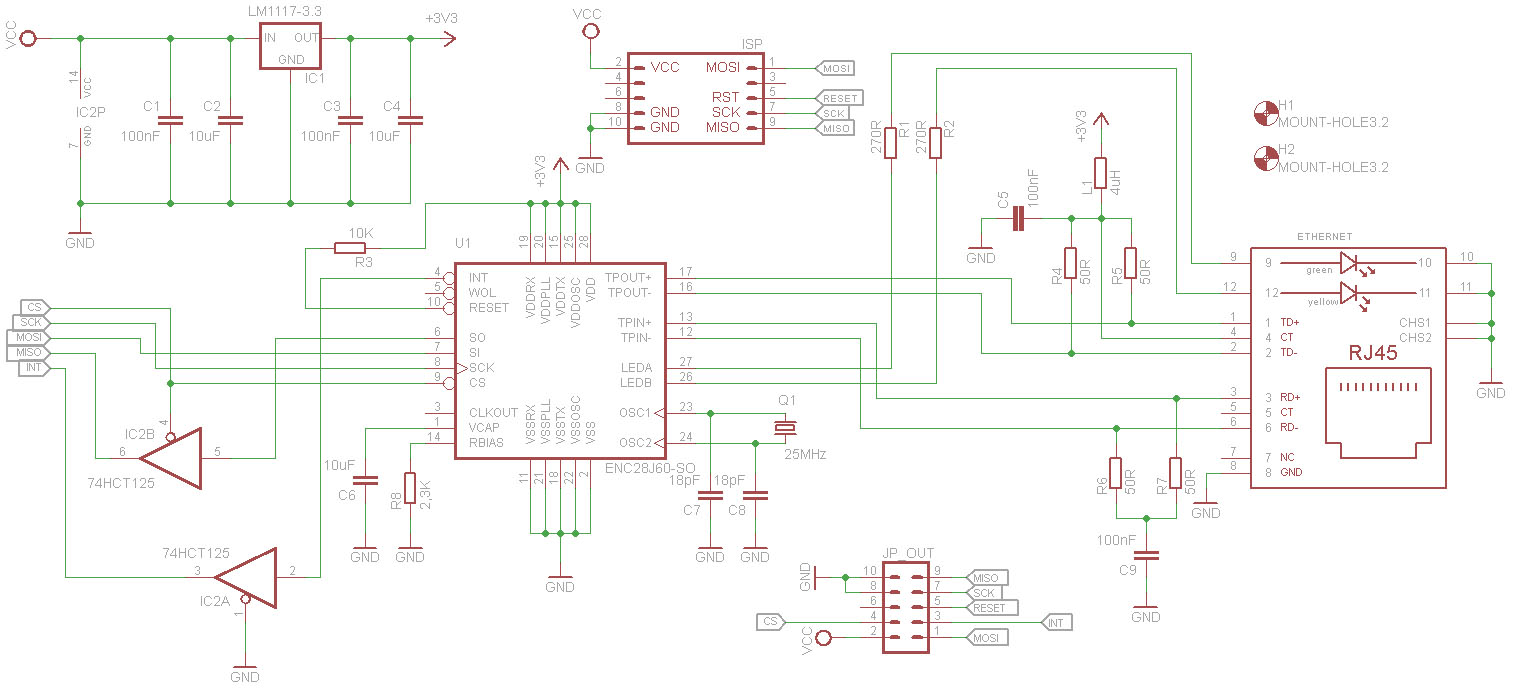 LM1117-3.3
VCC
IN OUT
GND
IC1
+3V3
14
VCC
IC2P
GND
7
C1
100nF
C2
10uF
C3
100nF
C4
10uF
GND
VCC
ISP
2 VCC MOSI 1 MOSI
4 3
6 RST 5 RESET
8 GND SCK 7 SCK
10 GND MISO 9 MISO
GND
+3V3
10K
R3
U1
19 20 15 25 28
VDDRX VDDPLL VDDTX VDDOSC VDD
4 INT
5 WOL
10 RESET
6 SO
7 SI
8 SCK
9 CS
3 CLKOUT
1 VCAP
14 RBIAS
TPOUT+ 17
TPOUT- 16
TPIN+ 13
TPIN- 12
LEDA 27
LEDB 26
OSC1 23
OSC2 24
VSSRX VSSPLL VSSTX VSSOSC VSS
11 21 18 22 2
ENC28J60-SO
GND
CS
SCK
MOSI
MISO
INT
4
IC2B
6 5
74HCT125
74HCT125
3 2
IC2A
1
GND
10uF
C6
GND
R8
2,3K
GND
Q1
25MHz
18pF
C7
GND
18pF
C8
GND
270R
R1
270R
R2
+3V3
L1
4uH
C5
100nF
GND
R4
50R
R5
50R
H1
MOUNT-HOLE3.2
H2
MOUNT-HOLE3.2
ETHERNET
9 9 green 10 10
12 12 yellow 11 11
1 1 TD+ CHS1
4 4 CT CHS2
2 2 TD-
RJ45
3 3 RD+
5 5 CT
6 6 RD-
7 7 NC
8 8 GND
GND
GND
R6
50R
R7
50R
100nF
C9
GND
JP_OUT
GND
10 9 MISO
8 7 SCK
6 5 RESET
CS 4 3 INT
VCC 2 1 MOSI